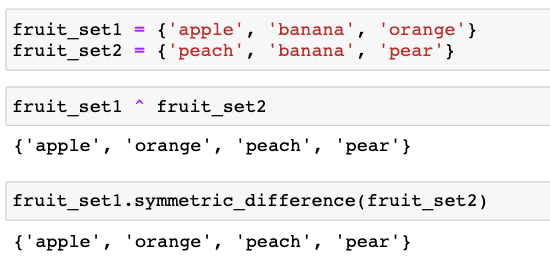 fruit_set1 = {'apple', 'banana', 'orange'}
fruit_set2 = {'peach', 'banana', 'pear'}
fruit_set1 ^ fruit_set2
{'apple', 'orange', 'peach', 'pear'}
fruit_set1.symmetric_difference(fruit_set2)
{'apple', 'orange', 'peach', 'pear'}